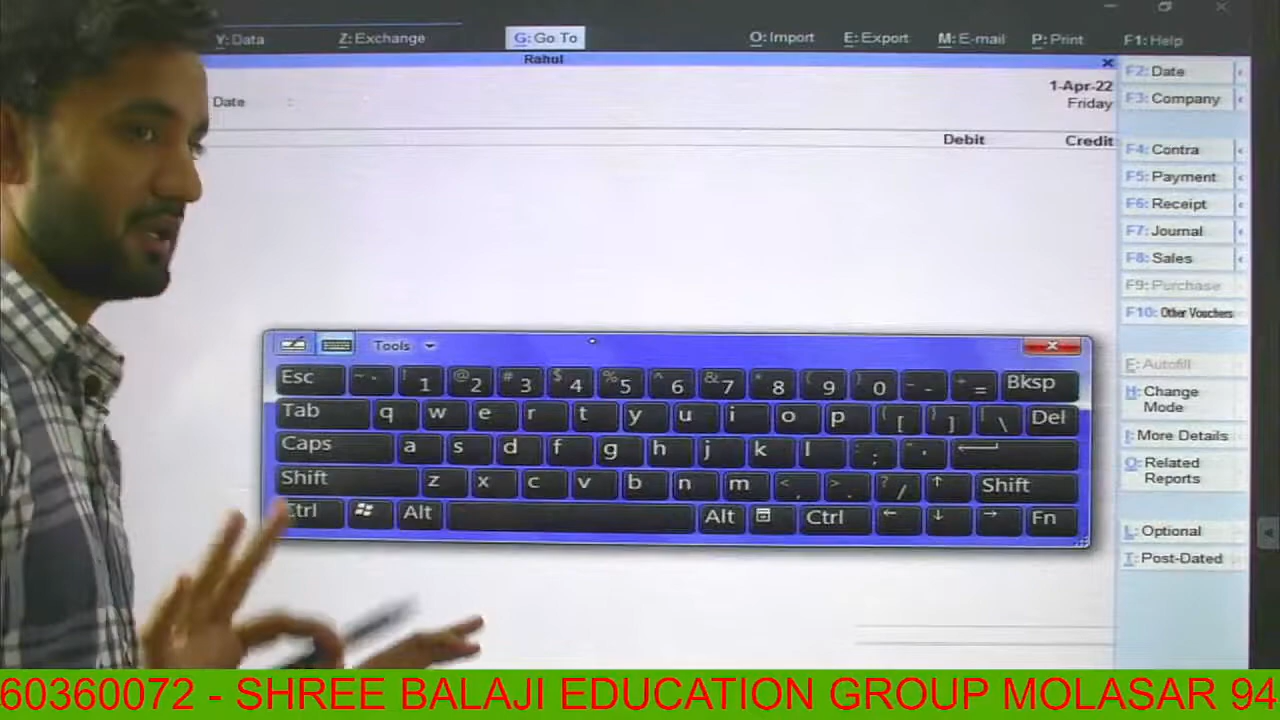 Y: Data Z: Exchange G: Go To O: Import E: Export M: E-mail P: Print F1: Help
Rahul
Date :
1-Apr-22
Friday
Debit Credit
F2: Date
F3: Company
F4: Contra
F5: Payment
F6: Receipt
F7: Journal
F8: Sales
F9: Purchase
F10: Other Vouchers
E: Autofill
H: Change
Mode
I: More Details
O: Related
Reports
L: Optional
T: Post-Dated
Tools
Esc ~ ` ! 1 @ 2 # 3 $ 4 % 5 ^ 6 & 7 * 8 ( 9 ) 0 _ - + = Bksp
Tab q w e r t y u i o p { [ } ] | \ Del
Caps a s d f g h j k l : ; " '
Shift z x c v b n m < , > . ? / ↑ Shift
Ctrl Alt Alt Ctrl ← ↓ → Fn
60360072 - SHREE BALAJI EDUCATION GROUP MOLASAR 94